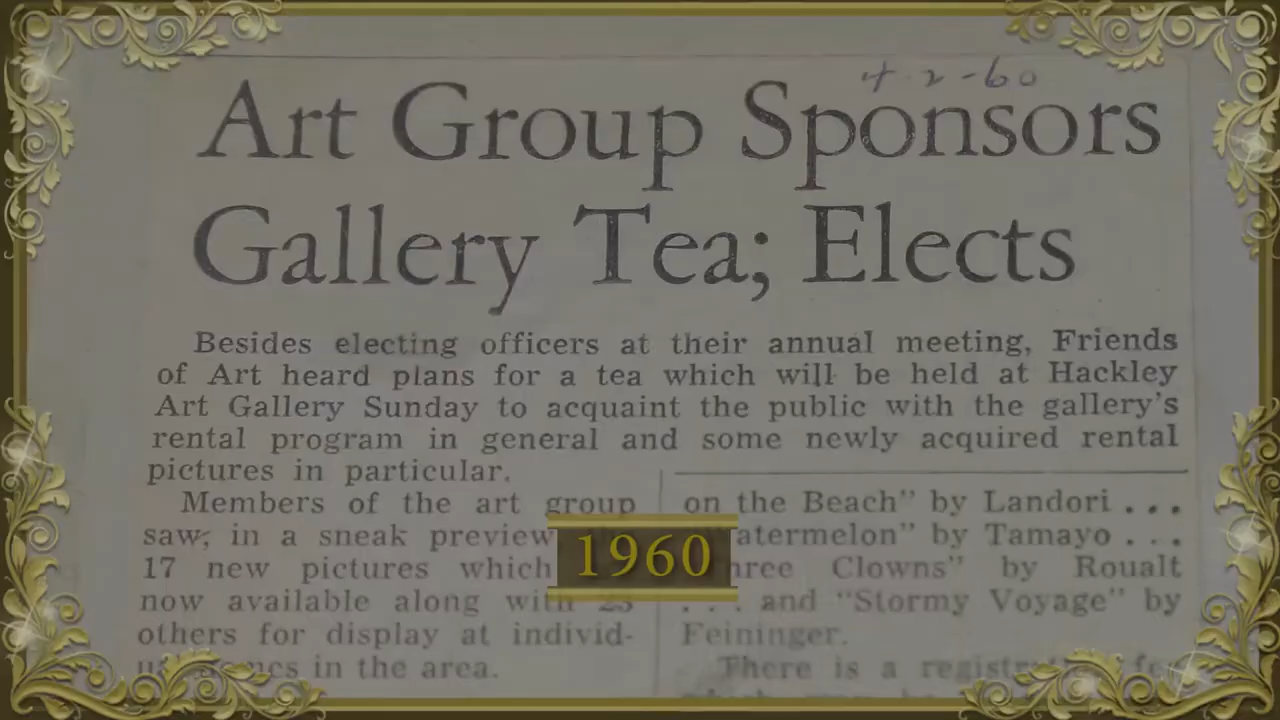 4-2-60
Art Group Sponsors
Gallery Tea; Elects
Besides electing officers at their annual meeting, Friends
of Art heard plans for a tea which will be held at Hackley
Art Gallery Sunday to acquaint the public with the gallery's
rental program in general and some newly acquired rental
pictures in particular.
Members of the art group
saw, in a sneak preview
17 new pictures which
now available along with 23
others for display at individ-
in the area.
on the Beach" by Landori . . .
atermelon" by Tamayo . . .
hree Clowns" by Roualt
. . . and "Stormy Voyage" by
Feininger.
There is a
1960